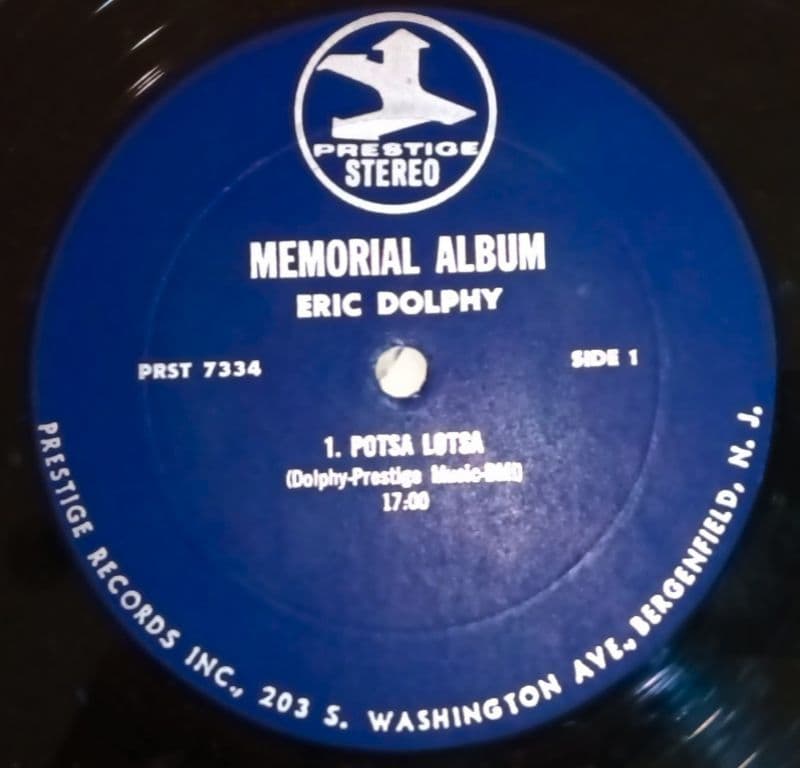 PRESTIGE
STEREO
MEMORIAL ALBUM
ERIC DOLPHY
PRST 7334
SIDE 1
1. POTSA LOTSA
(Dolphy-Prestige Music-BMI)
17:00
PRESTIGE RECORDS INC., 203 S. WASHINGTON AVE., BERGENFIELD, N. J.